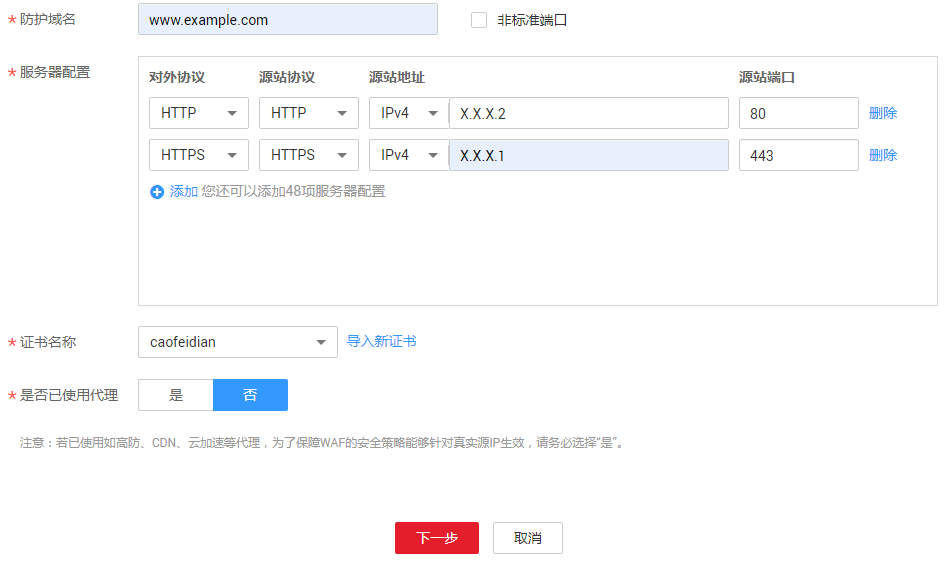 * 防护域名 www.example.com 非标准端口
* 服务器配置 对外协议 源站协议 源站地址 源站端口
HTTP HTTP IPv4 X.X.X.2 80 删除
HTTPS HTTPS IPv4 X.X.X.1 443 删除
添加 您还可以添加48项服务器配置
* 证书名称 caofeidian 导入新证书
* 是否已使用代理 是 否
注意：若已使用如高防、CDN、云加速等代理，为了保障WAF的安全策略能够针对真实源IP生效，请务必选择“是”。
下一步 取消